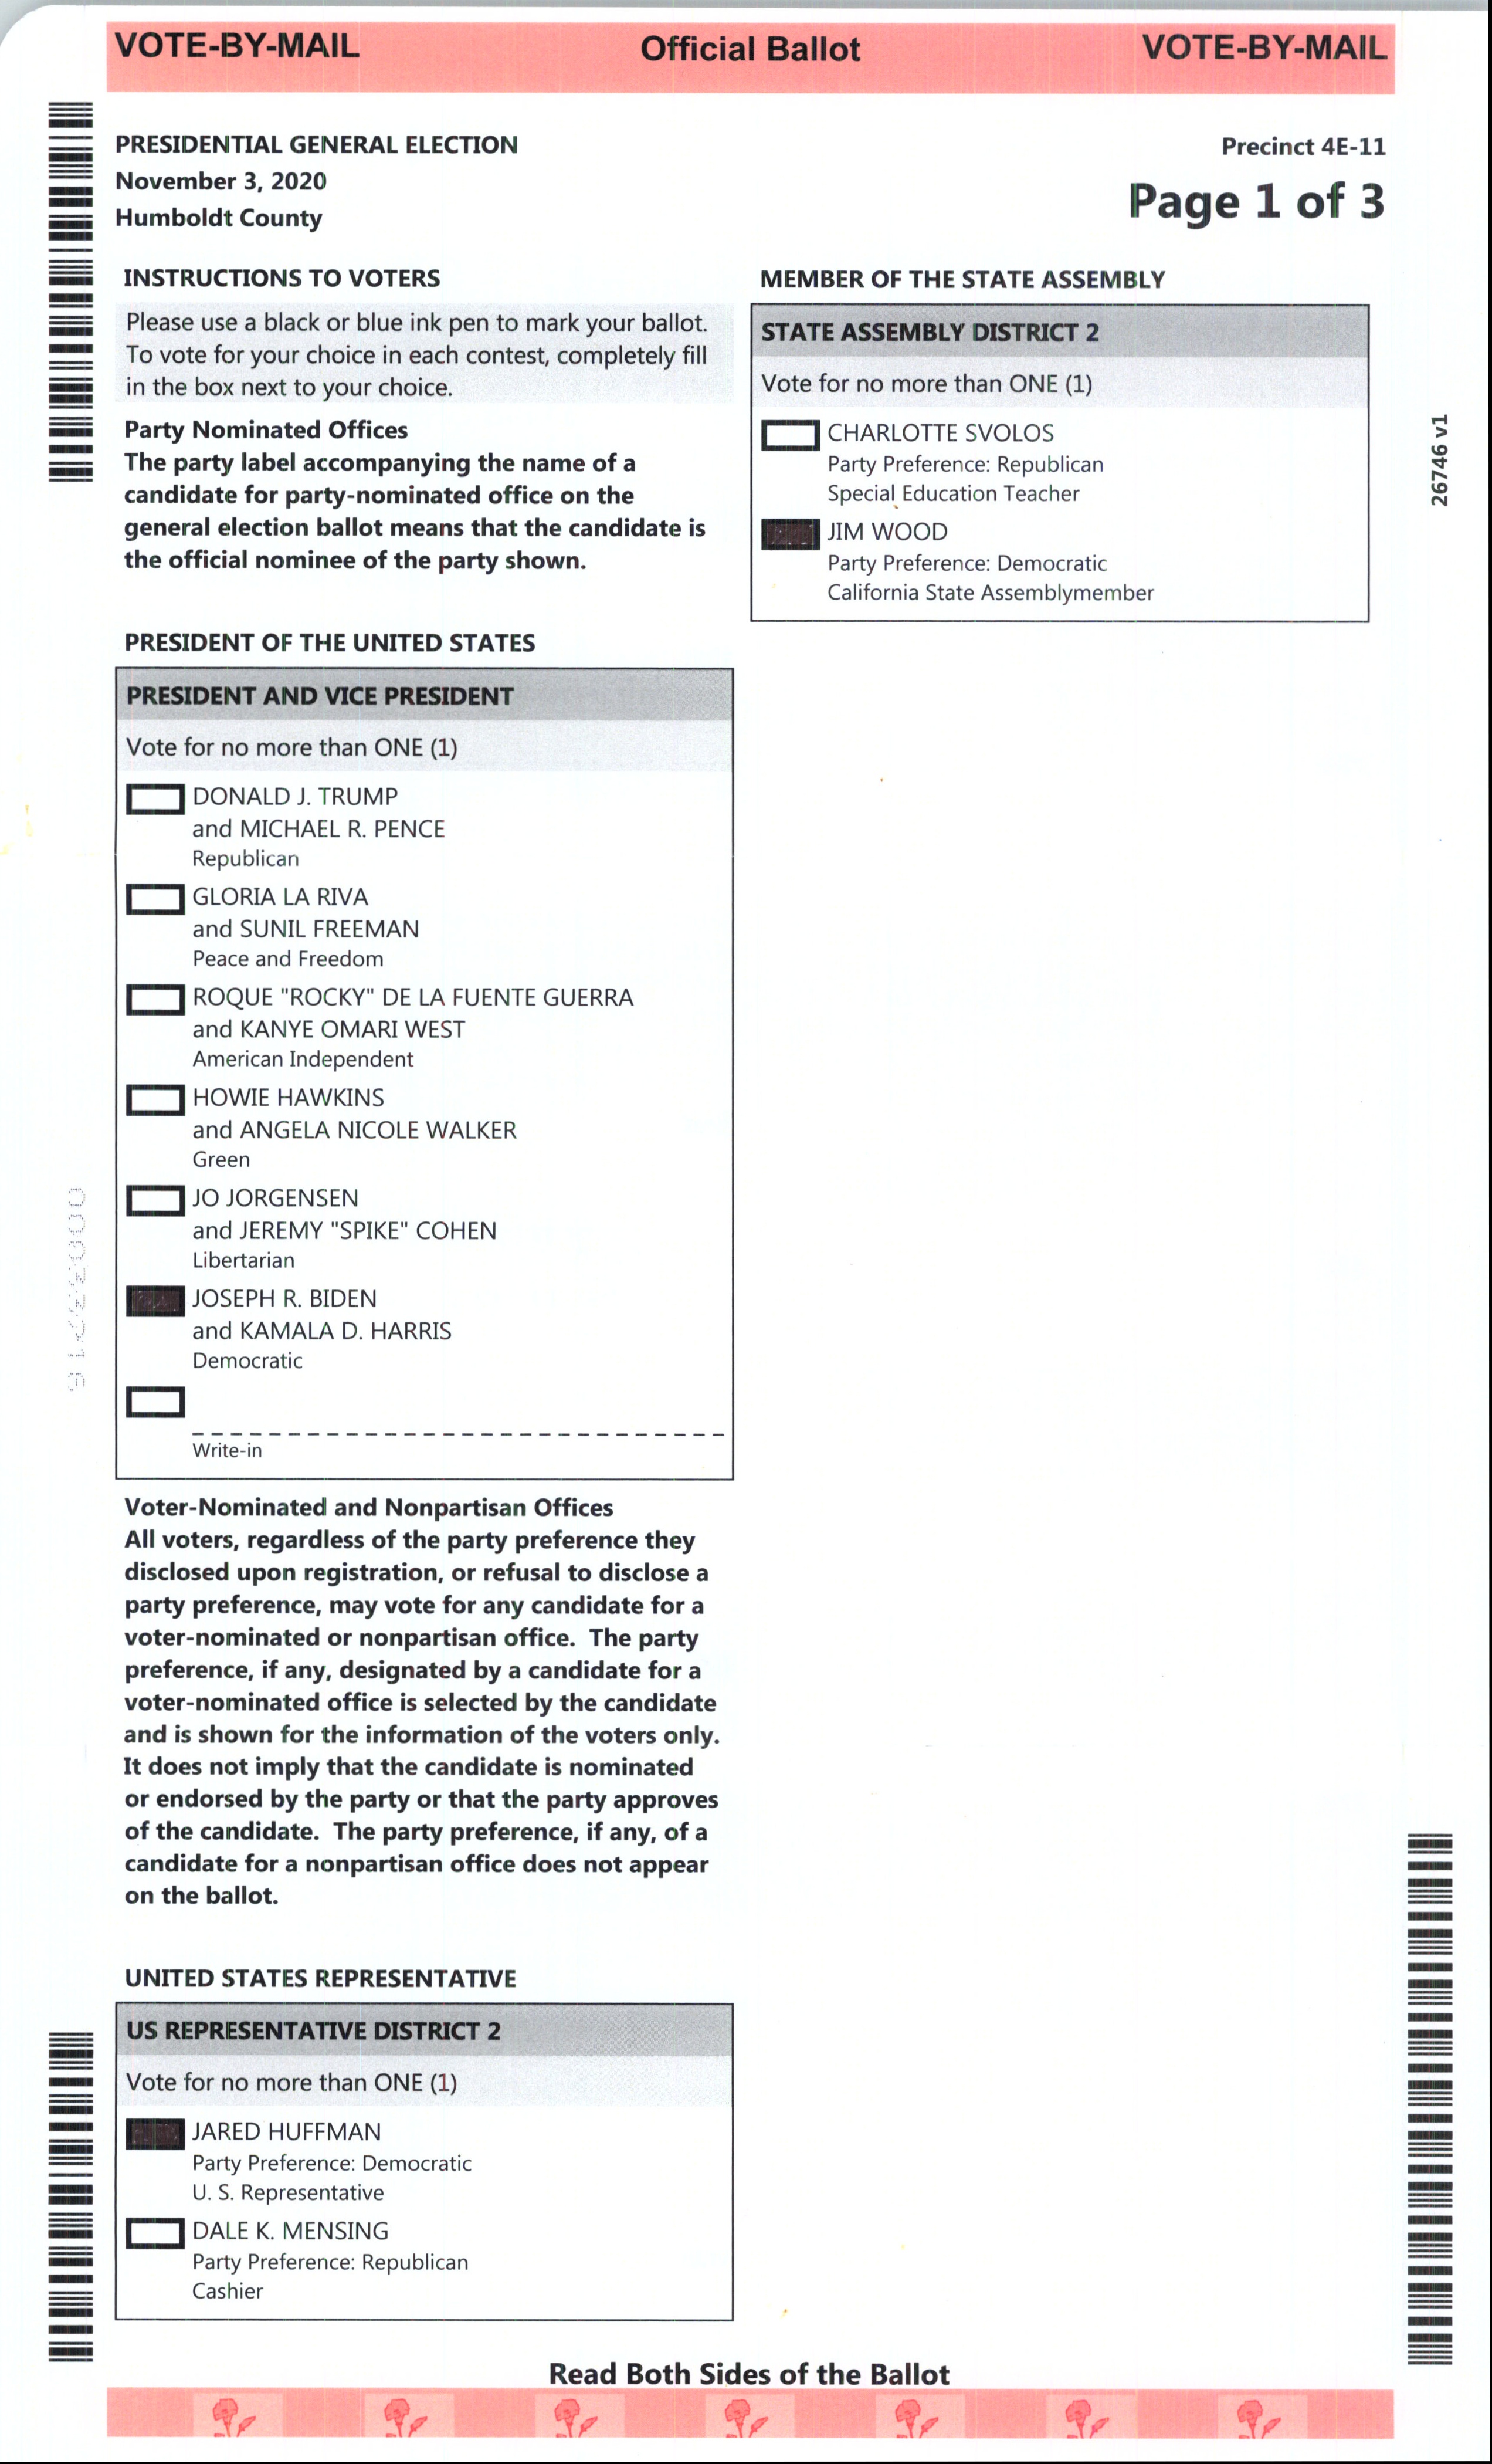 VOTE-BY-MAIL Official Ballot VOTE-BY-MAIL
PRESIDENTIAL GENERAL ELECTION
November 3, 2020
Humboldt County
Precinct 4E-11
Page 1 of 3
INSTRUCTIONS TO VOTERS
Please use a black or blue ink pen to mark your ballot.
To vote for your choice in each contest, completely fill
in the box next to your choice.
Party Nominated Offices
The party label accompanying the name of a
candidate for party-nominated office on the
general election ballot means that the candidate is
the official nominee of the party shown.
PRESIDENT OF THE UNITED STATES
PRESIDENT AND VICE PRESIDENT
Vote for no more than ONE (1)
DONALD J. TRUMP
and MICHAEL R. PENCE
Republican
GLORIA LA RIVA
and SUNIL FREEMAN
Peace and Freedom
ROQUE "ROCKY" DE LA FUENTE GUERRA
and KANYE OMARI WEST
American Independent
HOWIE HAWKINS
and ANGELA NICOLE WALKER
Green
JO JORGENSEN
and JEREMY "SPIKE" COHEN
Libertarian
JOSEPH R. BIDEN
and KAMALA D. HARRIS
Democratic
Write-in
Voter-Nominated and Nonpartisan Offices
All voters, regardless of the party preference they
disclosed upon registration, or refusal to disclose a
party preference, may vote for any candidate for a
voter-nominated or nonpartisan office. The party
preference, if any, designated by a candidate for a
voter-nominated office is selected by the candidate
and is shown for the information of the voters only.
It does not imply that the candidate is nominated
or endorsed by the party or that the party approves
of the candidate. The party preference, if any, of a
candidate for a nonpartisan office does not appear
on the ballot.
UNITED STATES REPRESENTATIVE
US REPRESENTATIVE DISTRICT 2
Vote for no more than ONE (1)
JARED HUFFMAN
Party Preference: Democratic
U. S. Representative
DALE K. MENSING
Party Preference: Republican
Cashier
MEMBER OF THE STATE ASSEMBLY
STATE ASSEMBLY DISTRICT 2
Vote for no more than ONE (1)
CHARLOTTE SVOLOS
Party Preference: Republican
Special Education Teacher
JIM WOOD
Party Preference: Democratic
California State Assemblymember
26746 v1
Read Both Sides of the Ballot